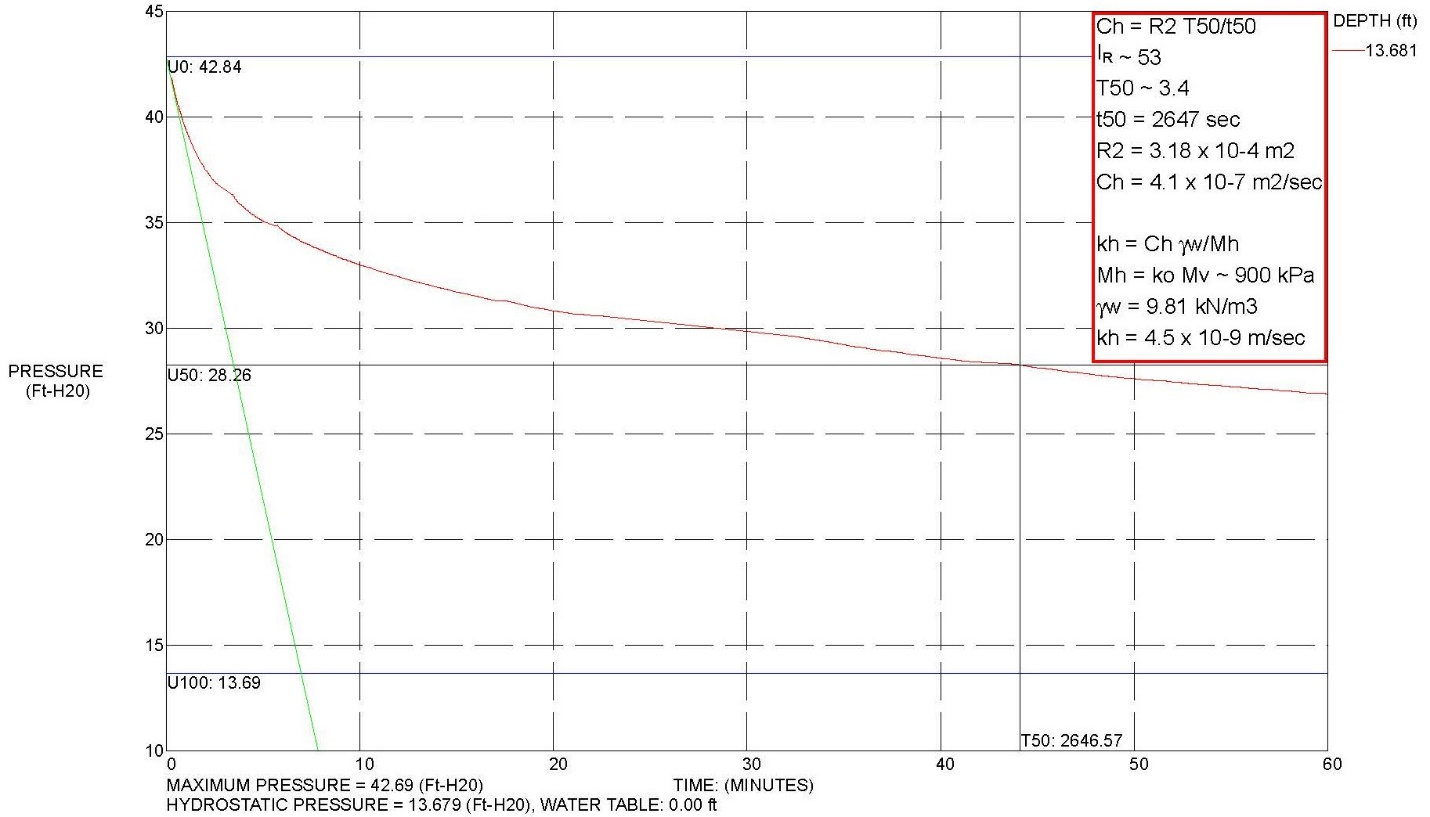 45
40
35
30
25
20
15
10
PRESSURE
(Ft-H20)
U0: 42.84
U50: 28.26
U100: 13.69
T50: 2646.57
Ch = R2 T50/t50
IR ~ 53
T50 ~ 3.4
t50 = 2647 sec
R2 = 3.18 x 10-4 m2
Ch = 4.1 x 10-7 m2/sec
kh = Ch γw/Mh
Mh = ko Mv ~ 900 kPa
γw = 9.81 kN/m3
kh = 4.5 x 10-9 m/sec
DEPTH (ft)
13.681
0 10 20 30 40 50 60
MAXIMUM PRESSURE = 42.69 (Ft-H20) TIME: (MINUTES)
HYDROSTATIC PRESSURE = 13.679 (Ft-H20), WATER TABLE: 0.00 ft